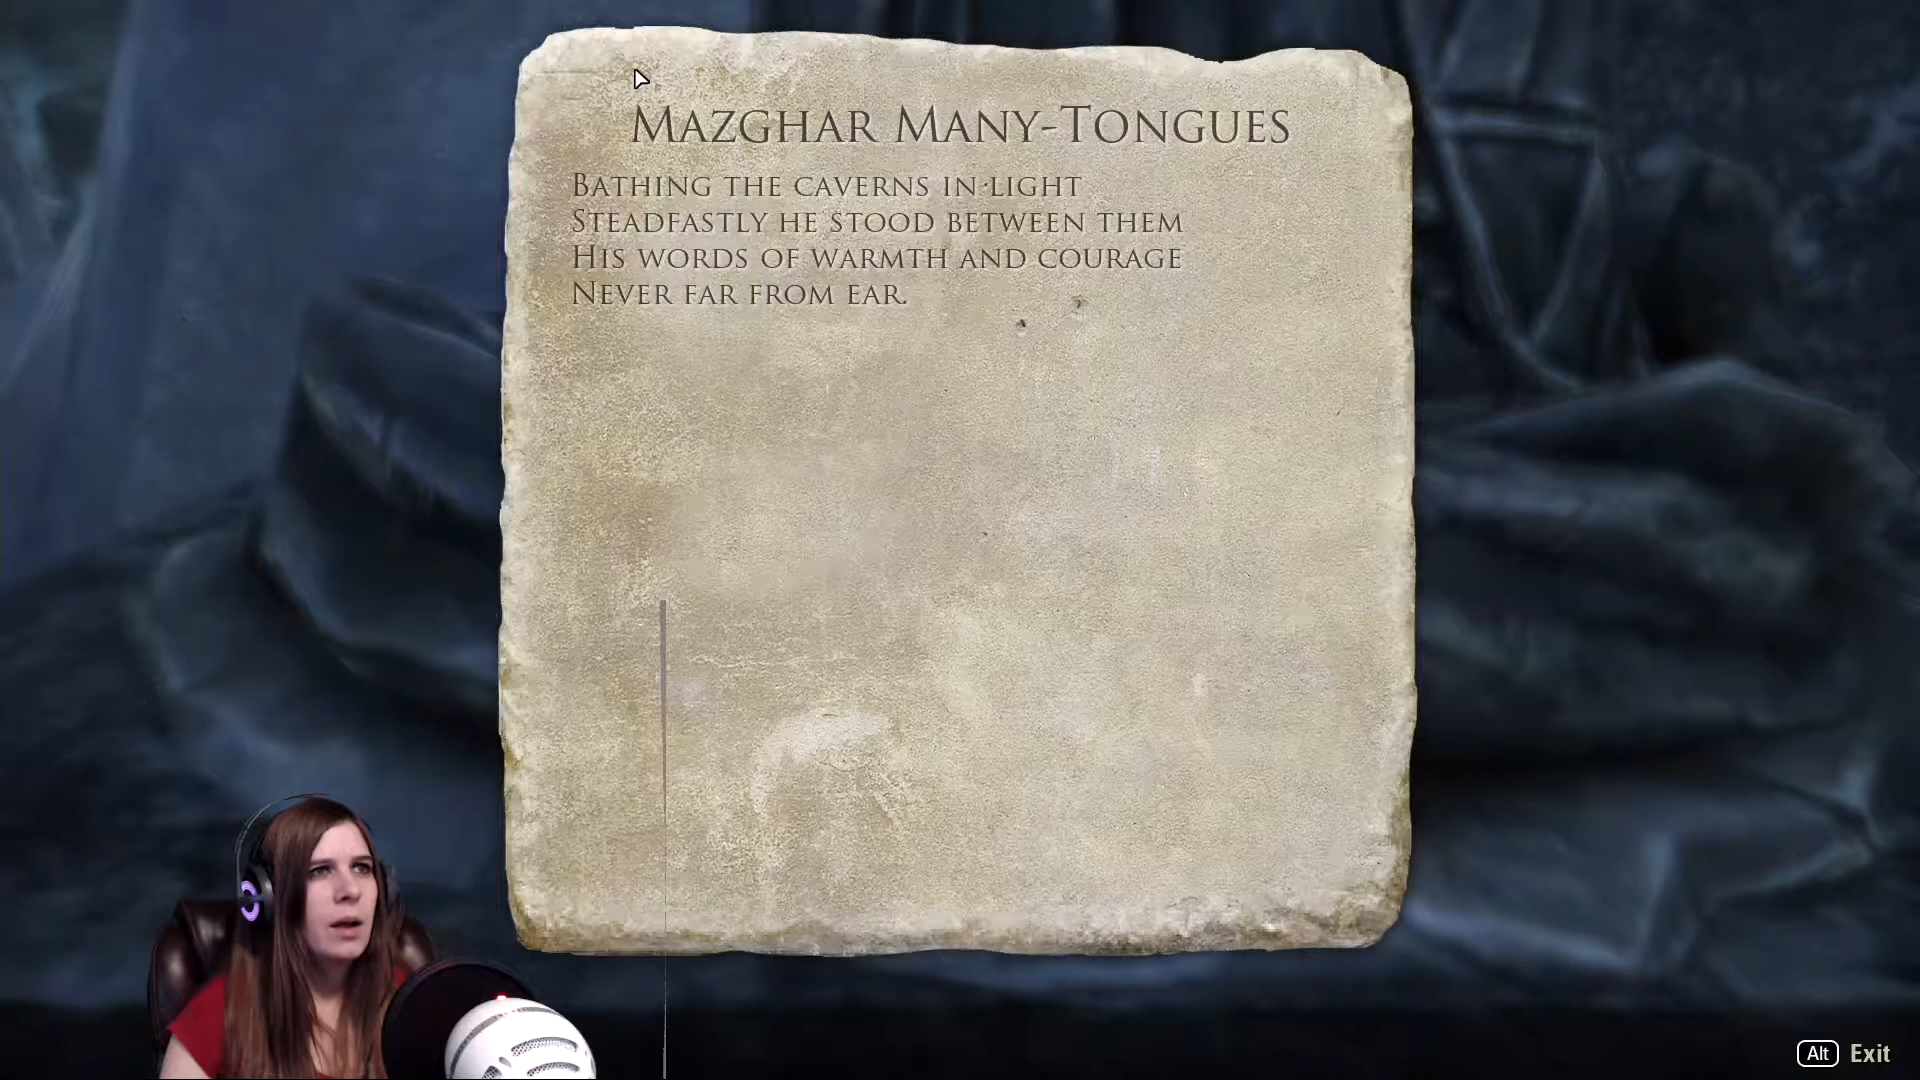 MAZGHAR MANY-TONGUES
BATHING THE CAVERNS IN LIGHT
STEADFASTLY HE STOOD BETWEEN THEM
HIS WORDS OF WARMTH AND COURAGE
NEVER FAR FROM EAR.
Alt Exit